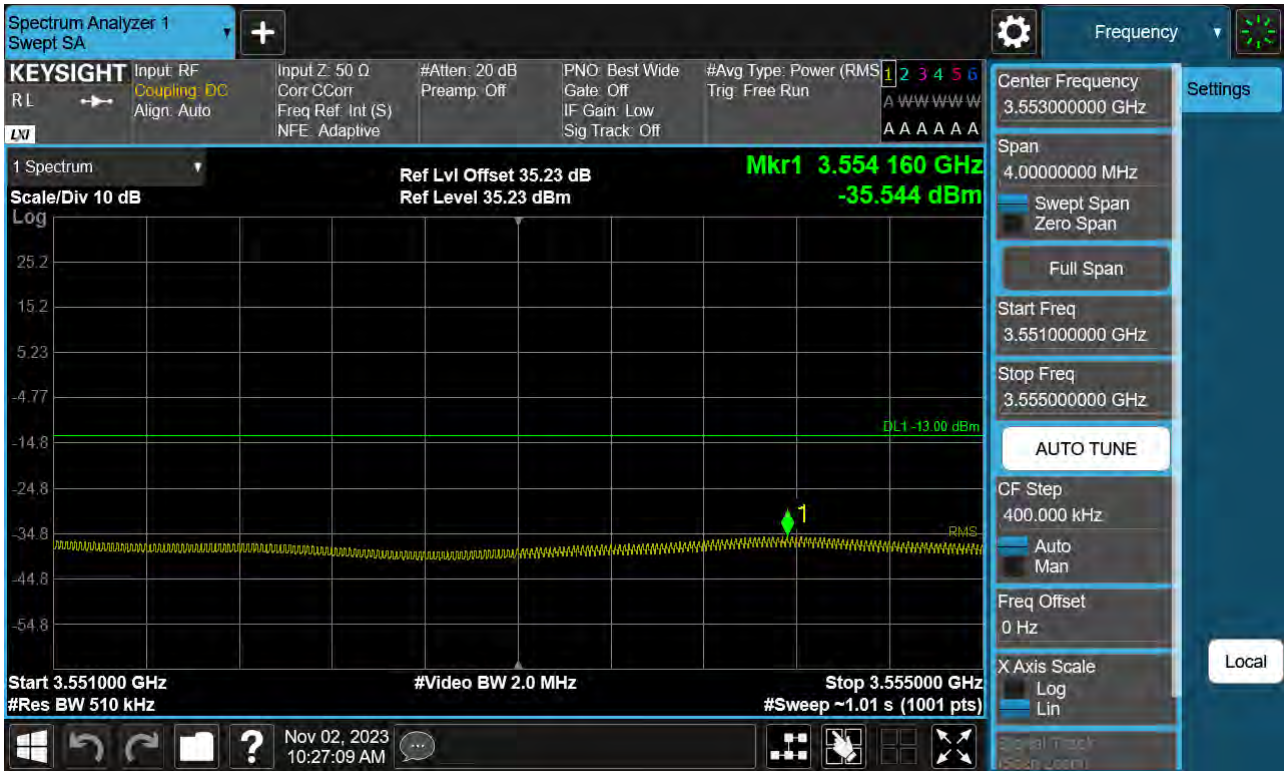 Spectrum Analyzer 1
Swept SA
+
Frequency
KEYSIGHT
RL
LXI
Input: RF
Coupling: DC
Align: Auto
Input Z: 50 Ω
Corr CCorr
Freq Ref: Int (S)
NFE: Adaptive
#Atten: 20 dB
Preamp: Off
PNO: Best Wide
Gate: Off
IF Gain: Low
Sig Track: Off
#Avg Type: Power (RMS
Trig: Free Run
1 2 3 4 5 6
A W W W W W
A A A A A A
1 Spectrum
Scale/Div 10 dB
Log
Ref Lvl Offset 35.23 dB
Ref Level 35.23 dBm
Mkr1 3.554 160 GHz
-35.544 dBm
25.2
15.2
5.23
-4.77
-14.8
-24.8
-34.8
-44.8
-54.8
DL1 -13.00 dBm
1
RMS
Start 3.551000 GHz
#Res BW 510 kHz
#Video BW 2.0 MHz
Stop 3.555000 GHz
#Sweep ~1.01 s (1001 pts)
Center Frequency
3.553000000 GHz
Span
4.00000000 MHz
Swept Span
Zero Span
Full Span
Start Freq
3.551000000 GHz
Stop Freq
3.555000000 GHz
AUTO TUNE
CF Step
400.000 kHz
Auto
Man
Freq Offset
0 Hz
X Axis Scale
Log
Lin
Signal Track
(Span Zoom)
Settings
Local
?
Nov 02, 2023
10:27:09 AM